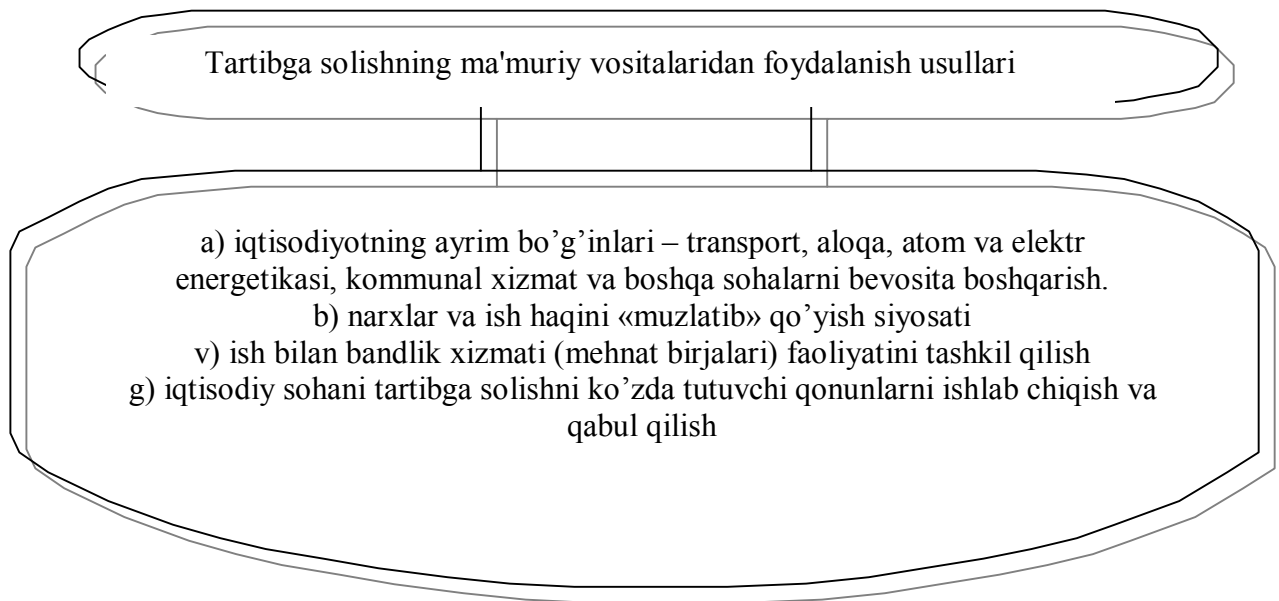 Tartibga solishning ma'muriy vositalaridan foydalanish usullari
a) iqtisodiyotning ayrim bo’g’inlari – transport, aloqa, atom va elektr
energetikasi, kommunal xizmat va boshqa sohalarni bevosita boshqarish.
b) narxlar va ish haqini «muzlatib» qo’yish siyosati
v) ish bilan bandlik xizmati (mehnat birjalari) faoliyatini tashkil qilish
g) iqtisodiy sohani tartibga solishni ko’zda tutuvchi qonunlarni ishlab chiqish va
qabul qilish